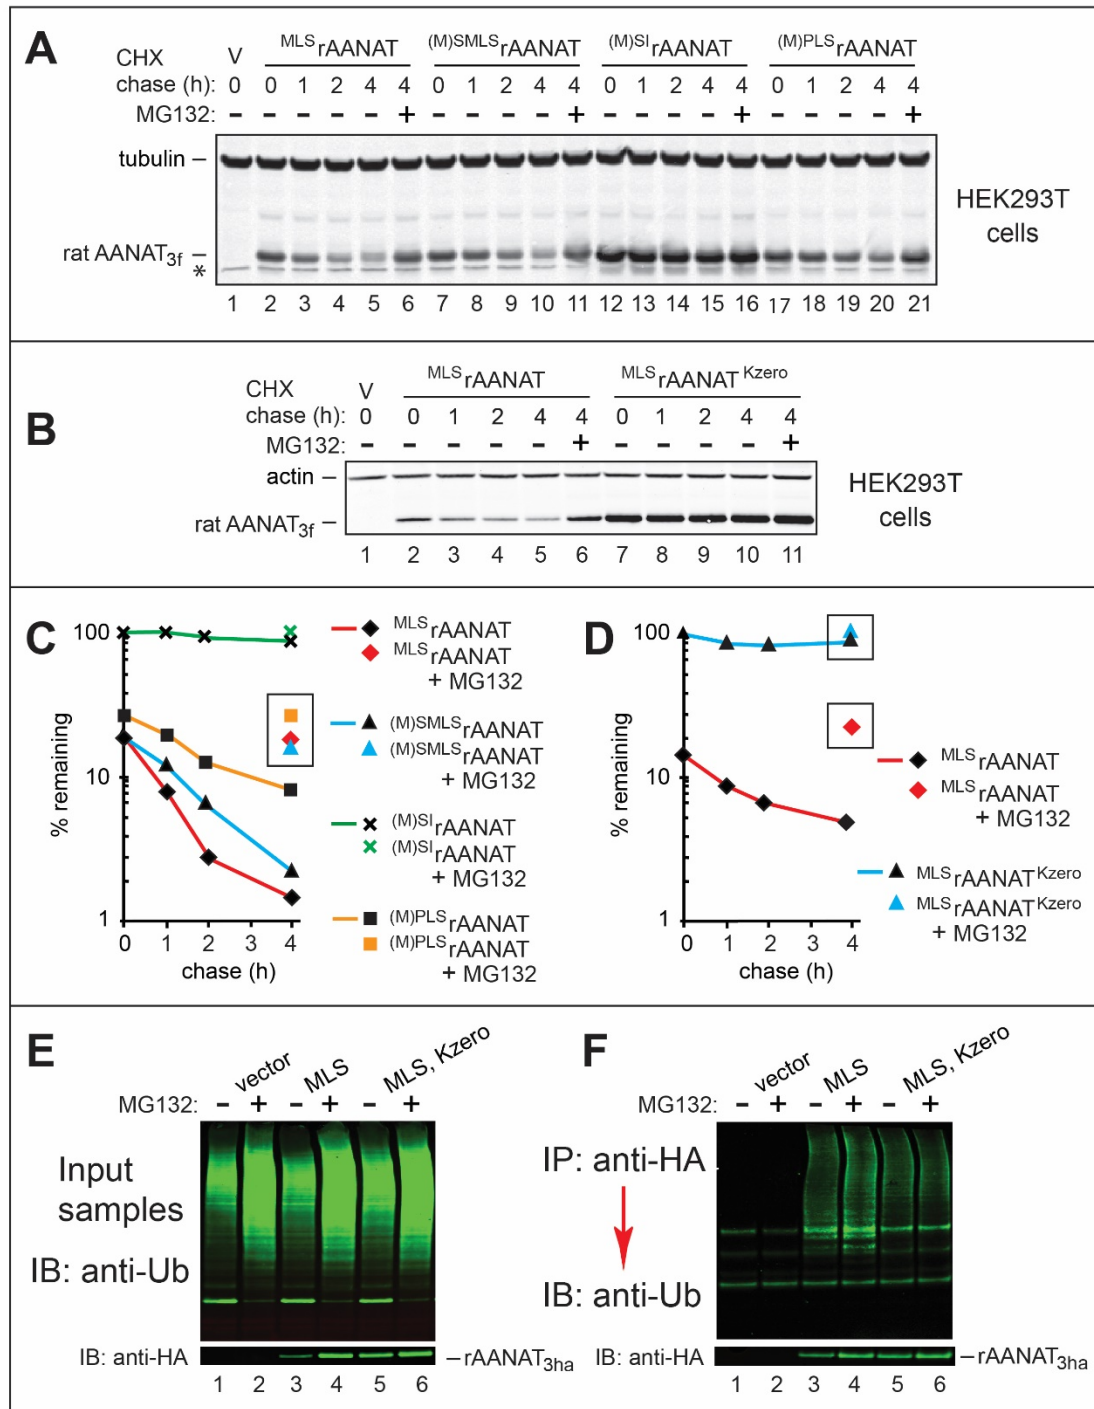 A
CHX
chase (h):
MG132:
V MLSrAANAT (M)SMLSrAANAT (M)SIrAANAT (M)PLSrAANAT
0 0 1 2 4 4 0 1 2 4 4 0 1 2 4 4 0 1 2 4 4
– – – – – + – – – – + – – – – + – – – – +
tubulin –
rat AANAT3f –
*
HEK293T
cells
1 2 3 4 5 6 7 8 9 10 11 12 13 14 15 16 17 18 19 20 21
B
CHX
chase (h):
MG132:
V MLSrAANAT MLSrAANATKzero
0 0 1 2 4 4 0 1 2 4 4
– – – – – + – – – – +
actin –
rat AANAT3f –
HEK293T
cells
1 2 3 4 5 6 7 8 9 10 11
C
% remaining
100
10
1
0 1 2 4
chase (h)
MLSrAANAT
MLSrAANAT
+ MG132
(M)SMLSrAANAT
(M)SMLSrAANAT
+ MG132
(M)SIrAANAT
(M)SIrAANAT
+ MG132
(M)PLSrAANAT
(M)PLSrAANAT
+ MG132
D
% remaining
100
10
1
0 1 2 4
chase (h)
MLSrAANAT
MLSrAANAT
+ MG132
MLSrAANATKzero
MLSrAANATKzero
+ MG132
E
vector MLS MLS, Kzero
MG132: – + – + – +
Input
samples
IB: anti-Ub
IB: anti-HA
–rAANAT3ha
1 2 3 4 5 6
F
vector MLS MLS, Kzero
MG132: – + – + – +
IP: anti-HA
IB: anti-Ub
IB: anti-HA
–rAANAT3ha
1 2 3 4 5 6